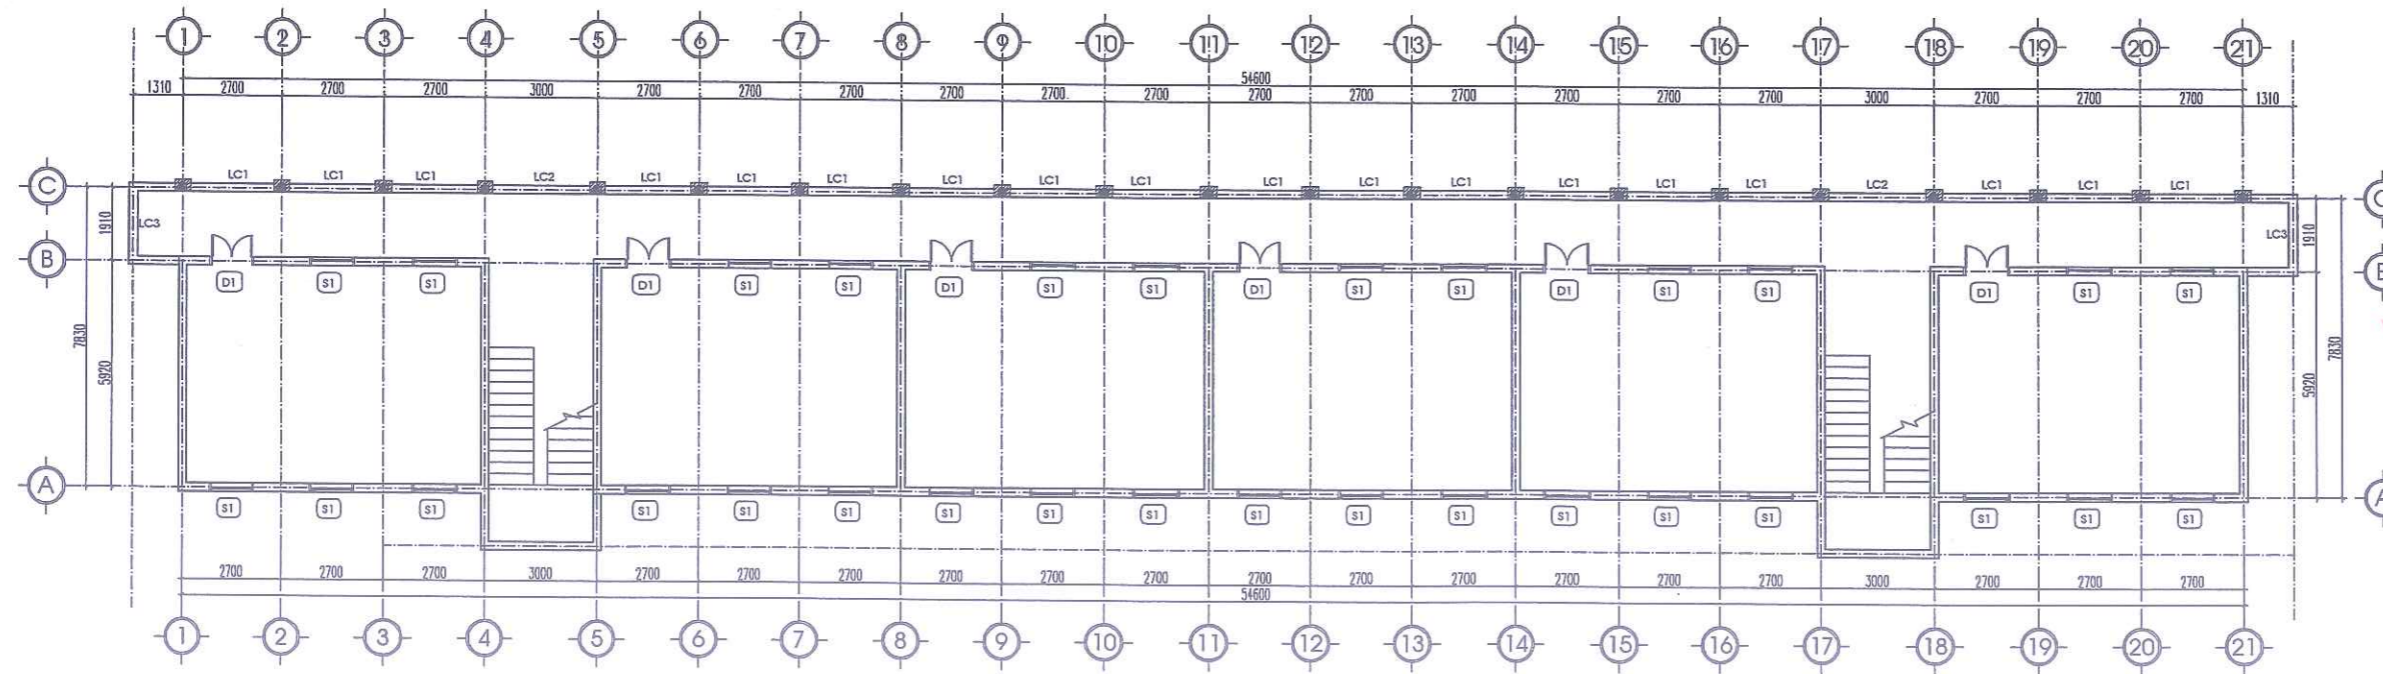 1 2 3 4 5 6 7 8 9 10 11 12 13 14 15 16 17 18 19 20 21
54600
1310 2700 2700 2700 3000 2700 2700 2700 2700 2700 2700 2700 2700 2700 2700 2700 2700 3000 2700 2700 2700 1310
LC1 LC1 LC1 LC2 LC1 LC1 LC1 LC1 LC1 LC1 LC1 LC1 LC1 LC1 LC1 LC1 LC2 LC1 LC1 LC1
C
1910 LC3 LC3 1910
B
D1 S1 S1 D1 S1 S1 D1 S1 S1 D1 S1 S1 D1 S1 S1 D1 S1 S1
7830 5920 5920 7830
A
S1 S1 S1 S1 S1 S1 S1 S1 S1 S1 S1 S1 S1 S1 S1 S1 S1 S1
2700 2700 2700 3000 2700 2700 2700 2700 2700 2700 2700 2700 2700 2700 2700 2700 3000 2700 2700 2700
54600
1 2 3 4 5 6 7 8 9 10 11 12 13 14 15 16 17 18 19 20 21